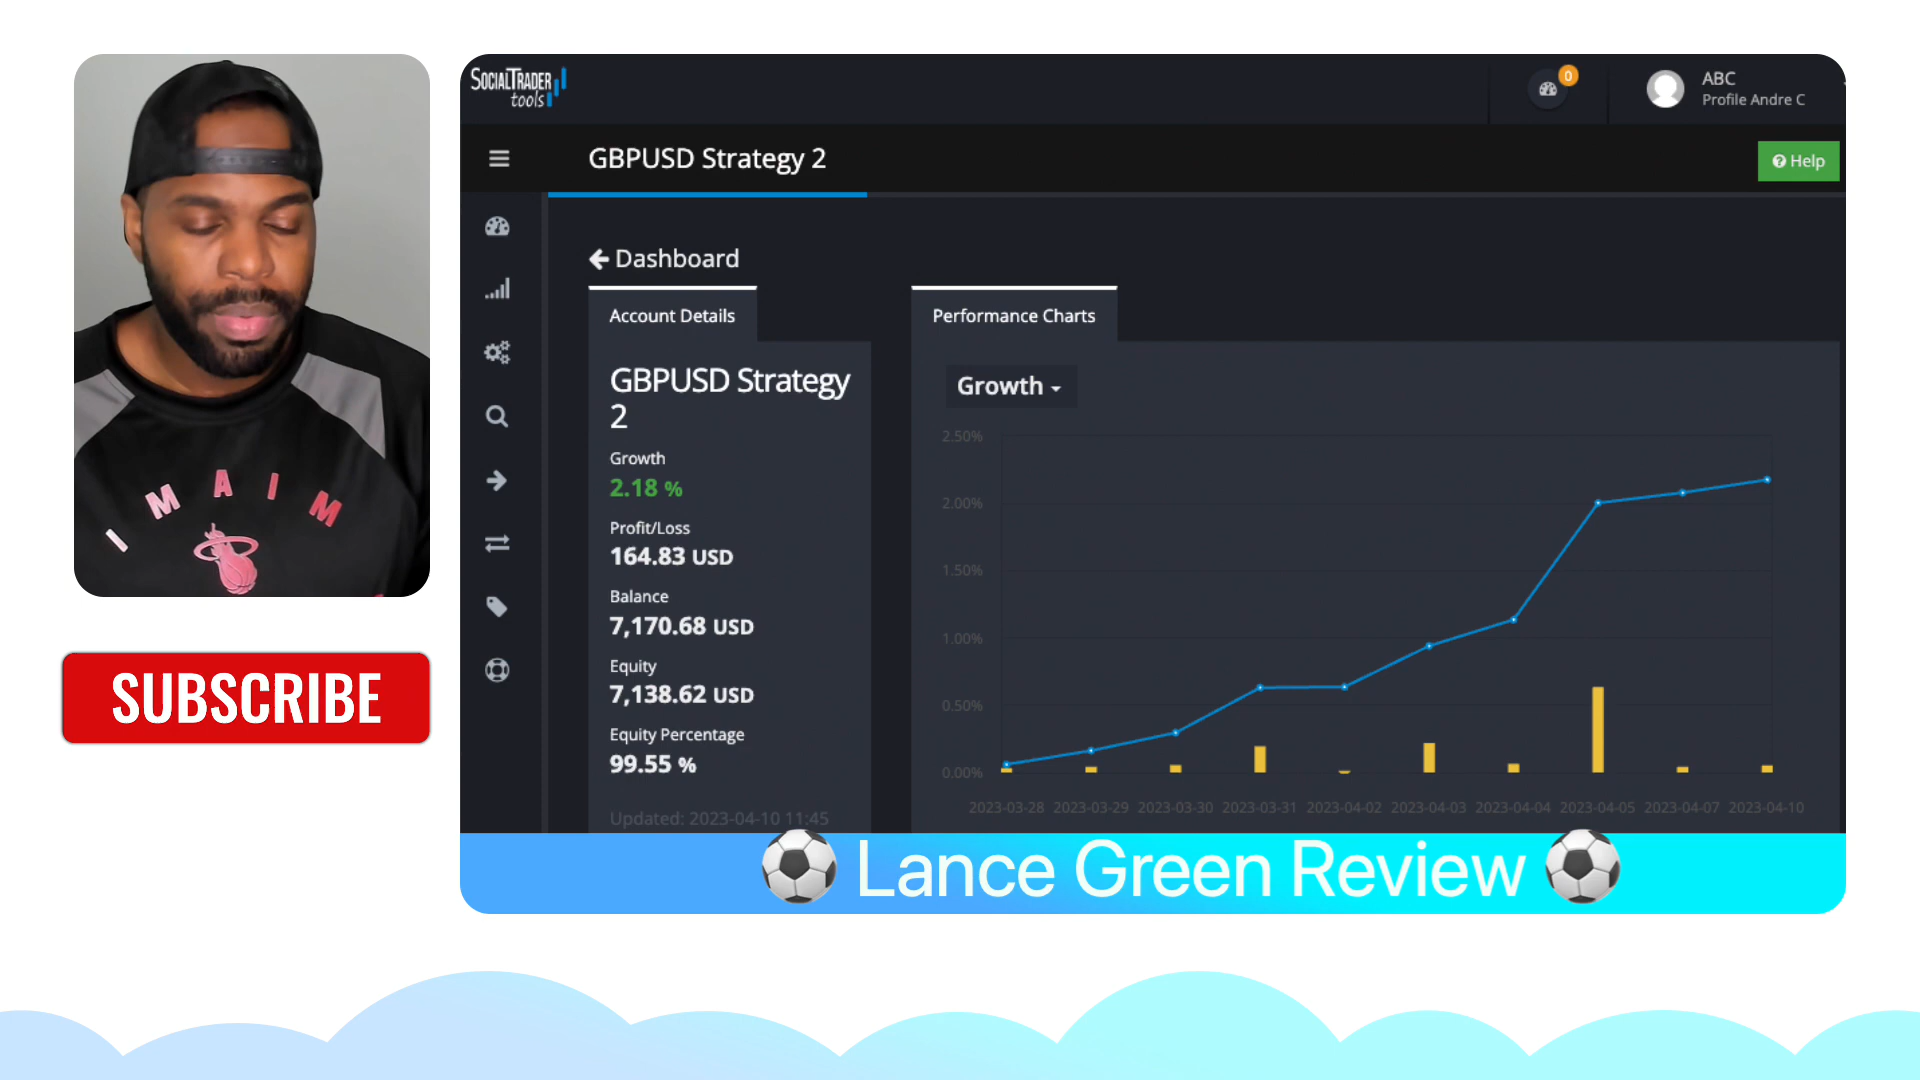 SOCIALTRADER
tools
0
ABC
Profile Andre C
GBPUSD Strategy 2
Help
Dashboard
Account Details
Performance Charts
GBPUSD Strategy
2
Growth
2.18 %
Profit/Loss
164.83 USD
Balance
7,170.68 USD
Equity
7,138.62 USD
Equity Percentage
99.55 %
Updated: 2023-04-10 11:45
Growth
2.50%
2.00%
1.50%
1.00%
0.50%
0.00%
2023-03-28 2023-03-29 2023-03-30 2023-03-31 2023-04-02 2023-04-03 2023-04-04 2023-04-05 2023-04-07 2023-04-10
I MAIM
SUBSCRIBE
Lance Green Review